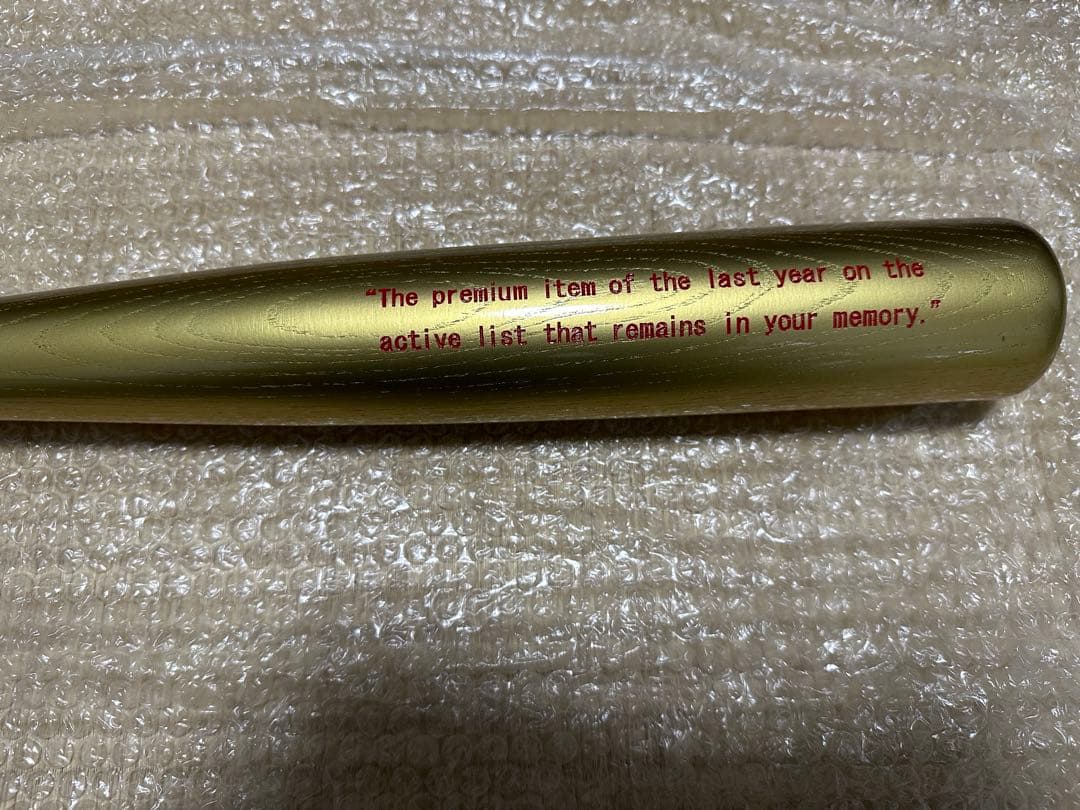 “The premium item of the last year on the
active list that remains in your memory.”